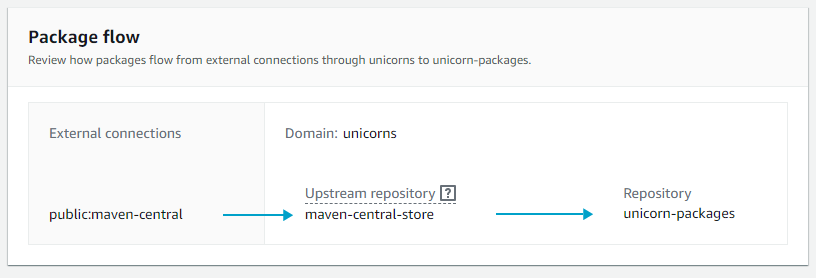 Package flow
Review how packages flow from external connections through unicorns to unicorn-packages.
External connections
Domain: unicorns
Upstream repository ?
Repository
public:maven-central
maven-central-store
unicorn-packages